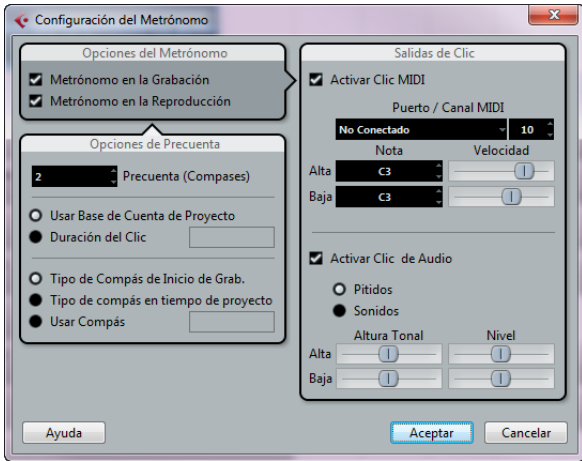 Configuración del Metrónomo
Opciones del Metrónomo
Metrónomo en la Grabación
Metrónomo en la Reproducción
Opciones de Precuenta
2 Precuenta (Compases)
Usar Base de Cuenta de Proyecto
Duración del Clic
Tipo de Compás de Inicio de Grab.
Tipo de compás en tiempo de proyecto
Usar Compás
Salidas de Clic
Activar Clic MIDI
Puerto / Canal MIDI
No Conectado 10
Nota Velocidad
Alta C3
Baja C3
Activar Clic de Audio
Pitidos
Sonidos
Altura Tonal Nivel
Alta
Baja
Ayuda Aceptar Cancelar